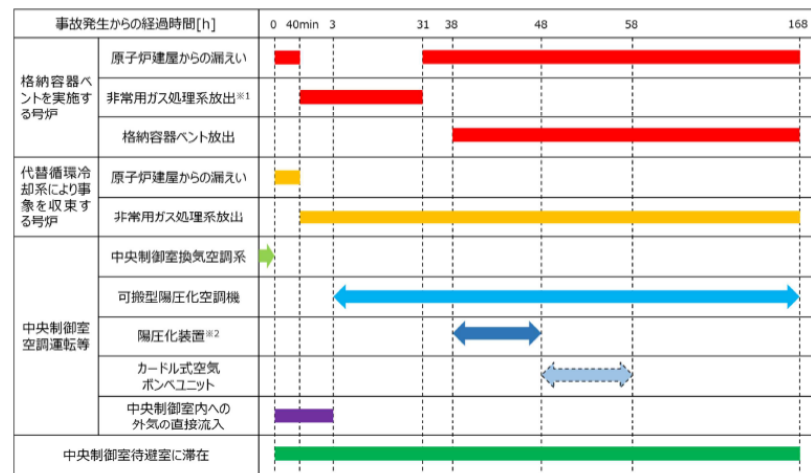 事故発生からの経過時間[h]
0 40min 3 31 38 48 58 168
格納容器ベ
ントを実施す
る号炉
原子炉建屋からの漏えい
非常用ガス処理系放出※1
格納容器ベント放出
代替循環冷
却系により事
象を収束す
る号炉
原子炉建屋からの漏えい
非常用ガス処理系放出
中央制御室
空調運転等
中央制御室換気空調系
可搬型陽圧化空調機
陽圧化装置※2
カードル式空気
ボンベユニット
中央制御室内への
外気の直接流入
中央制御室待避室に滞在